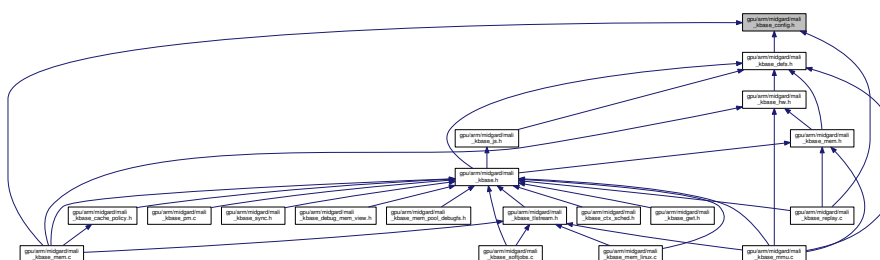 gpu/arm/midgard/mali
_kbase_config.h
gpu/arm/midgard/mali
_kbase_defs.h
gpu/arm/midgard/mali
_kbase_hw.h
gpu/arm/midgard/mali
_kbase_js.h
gpu/arm/midgard/mali
_kbase_mem.h
gpu/arm/midgard/mali
_kbase.h
gpu/arm/midgard/mali
_kbase_cache_policy.h
gpu/arm/midgard/mali
_kbase_pm.c
gpu/arm/midgard/mali
_kbase_sync.h
gpu/arm/midgard/mali
_kbase_debug_mem_view.h
gpu/arm/midgard/mali
_kbase_mem_pool_debugfs.h
gpu/arm/midgard/mali
_kbase_tlstream.h
gpu/arm/midgard/mali
_kbase_ctx_sched.h
gpu/arm/midgard/mali
_kbase_gwt.h
gpu/arm/midgard/mali
_kbase_replay.c
gpu/arm/midgard/mali
_kbase_mem.c
gpu/arm/midgard/mali
_kbase_softjobs.c
gpu/arm/midgard/mali
_kbase_mem_linux.c
gpu/arm/midgard/mali
_kbase_mmu.c